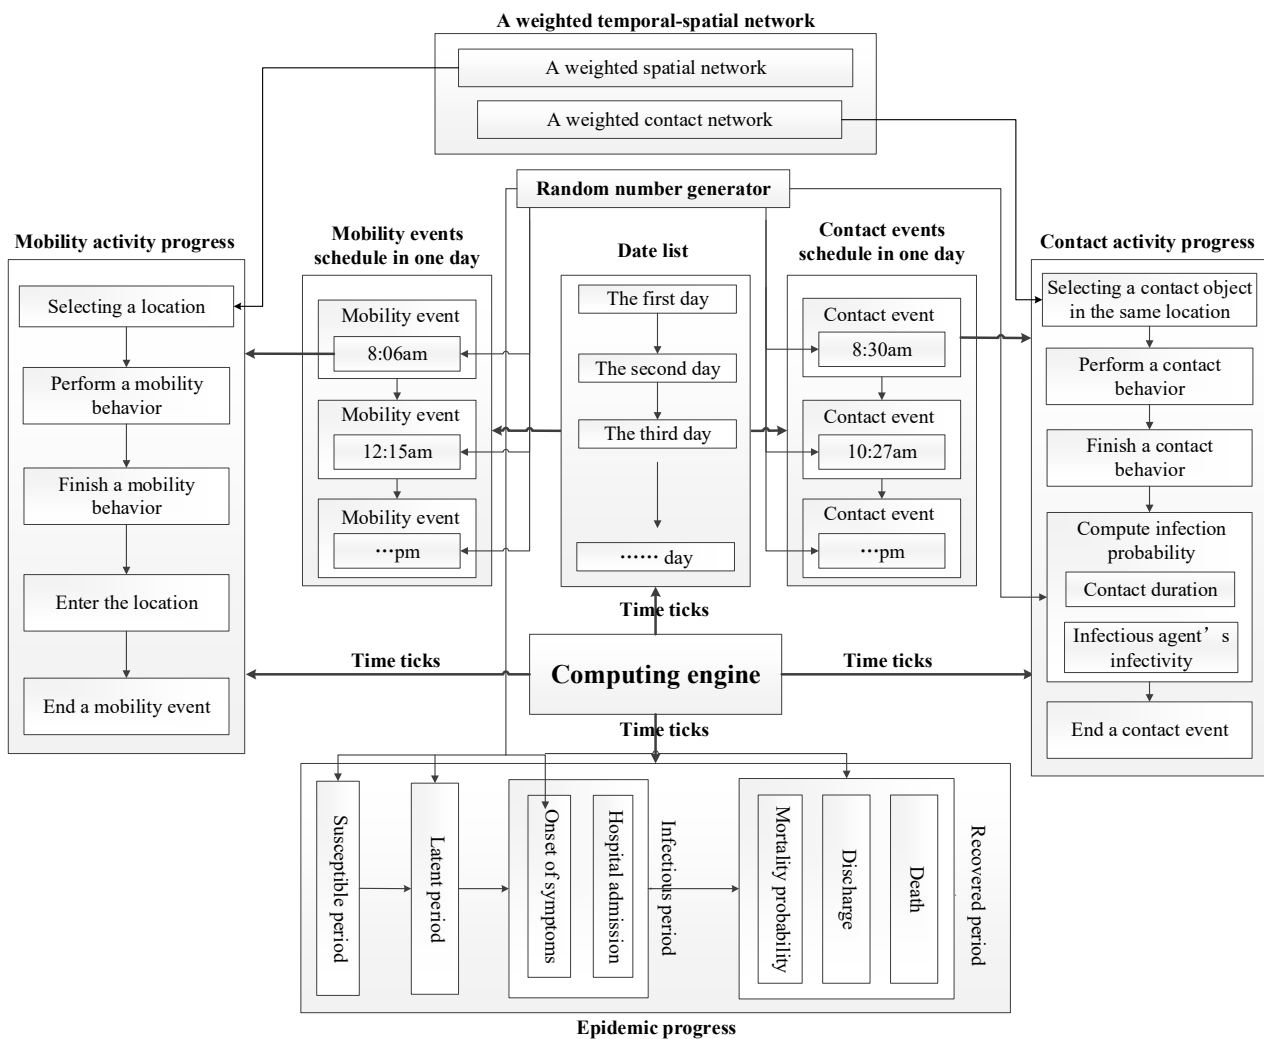 A weighted temporal-spatial network
A weighted spatial network
A weighted contact network
Random number generator
Mobility activity progress
Selecting a location
Perform a mobility
behavior
Finish a mobility
behavior
Enter the location
End a mobility event
Mobility events
schedule in one day
Mobility event
8:06am
Mobility event
12:15am
Mobility event
···pm
Date list
The first day
The second day
The third day
······ day
Contact events
schedule in one day
Contact event
8:30am
Contact event
10:27am
Contact event
···pm
Contact activity progress
Selecting a contact object
in the same location
Perform a contact
behavior
Finish a contact
behavior
Compute infection
probability
Contact duration
Infectious agent’s
infectivity
End a contact event
Time ticks
Time ticks
Computing engine
Time ticks
Time ticks
Susceptible period
Latent period
Onset of symptoms
Hospital admission
Infectious period
Mortality probability
Discharge
Death
Recovered period
Epidemic progress